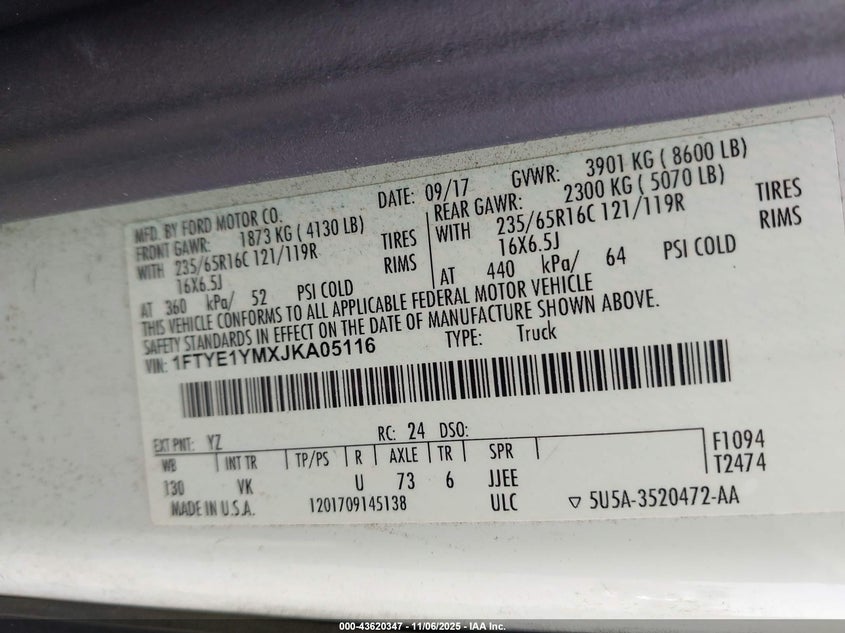 MFD. BY FORD MOTOR CO. DATE: 09/17 GVWR: 3901 KG ( 8600 LB)
FRONT GAWR: 1873 KG ( 4130 LB) REAR GAWR: 2300 KG ( 5070 LB)
WITH 235/65R16C 121/119R TIRES WITH 235/65R16C 121/119R TIRES
16X6.5J RIMS 16X6.5J RIMS
AT 360 kPa/ 52 PSI COLD AT 440 kPa/ 64 PSI COLD
THIS VEHICLE CONFORMS TO ALL APPLICABLE FEDERAL MOTOR VEHICLE
SAFETY STANDARDS IN EFFECT ON THE DATE OF MANUFACTURE SHOWN ABOVE.
VIN: 1FTYE1YMXJKA05116 TYPE: Truck
EXT PNT: YZ RC: 24 DSO:
WB INT TR TP/PS R AXLE TR SPR F1094
130 VK U 73 6 JJEE T2474
MADE IN U.S.A. 1201709145138 ULC ▽ 5U5A-3520472-AA
000-43620347 - 11/06/2025 - IAA Inc.